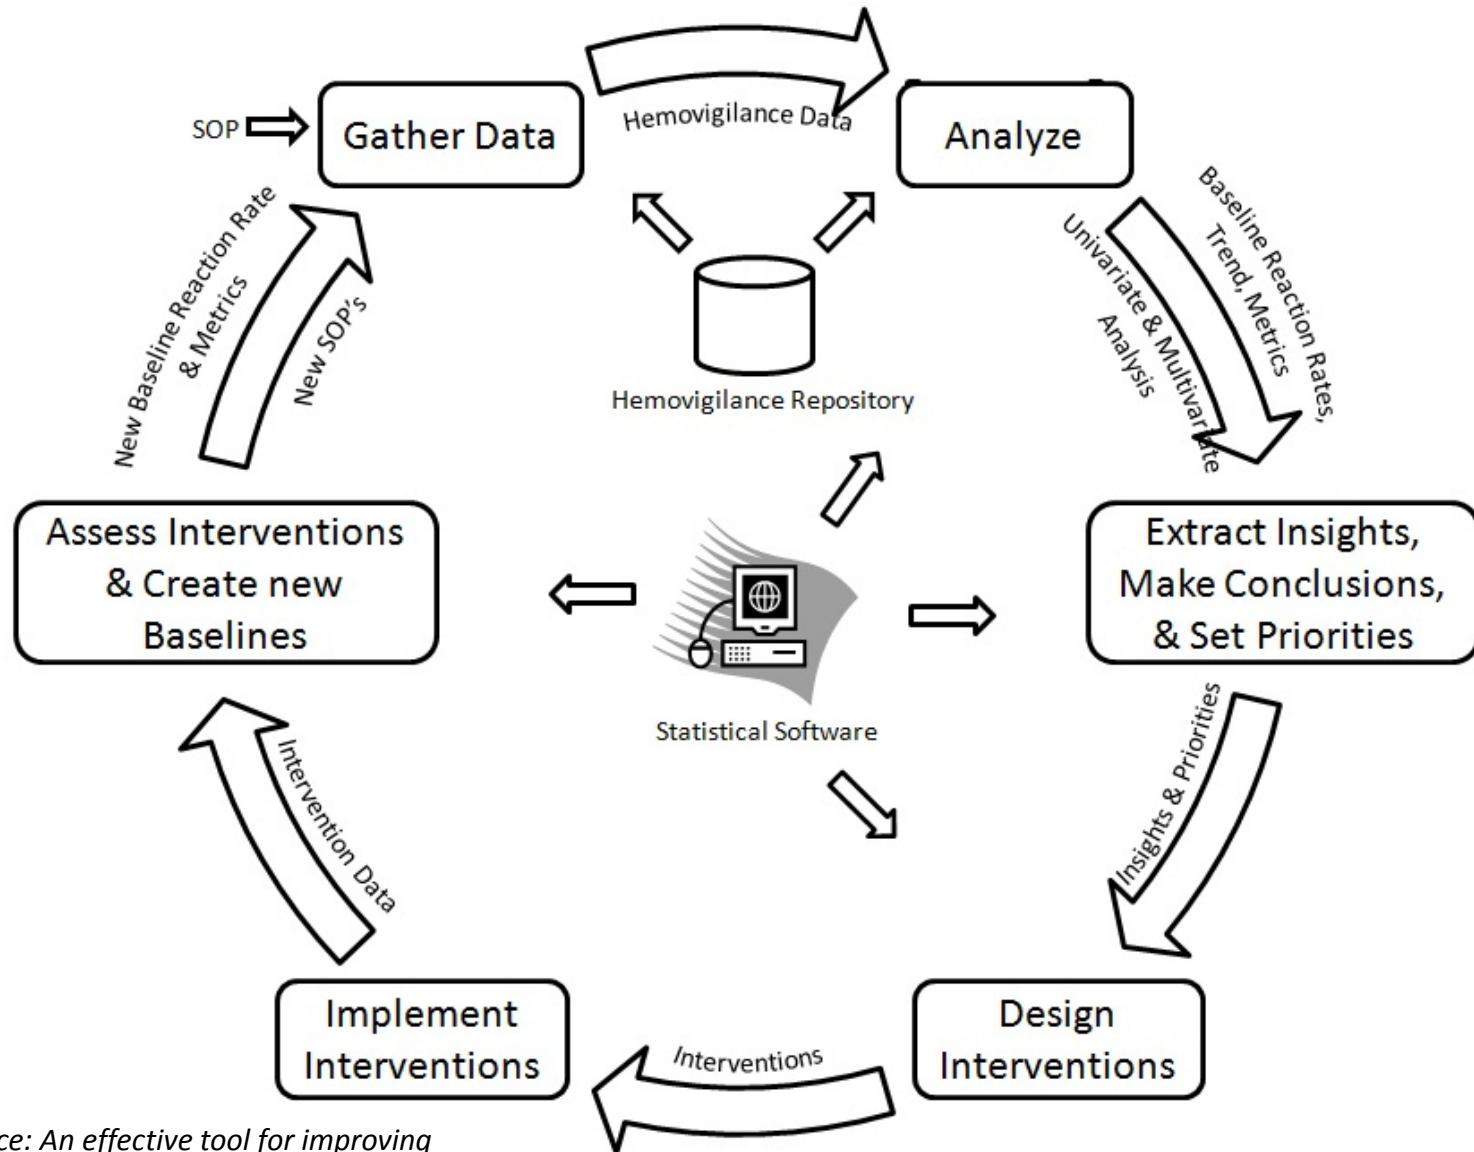 SOP
Gather Data
Hemovigilance Data
Analyze
Baseline Reaction Rates,
Trend, Metrics
Univariate & Multivariate
Analysis
New Baseline Reaction Rate
& Metrics
New SOP's
Hemovigilance Repository
Assess Interventions
& Create new
Baselines
Extract Insights,
Make Conclusions,
& Set Priorities
Statistical Software
Insights & Priorities
Intervention Data
Implement
Interventions
Interventions
Design
Interventions
An effective tool for improving